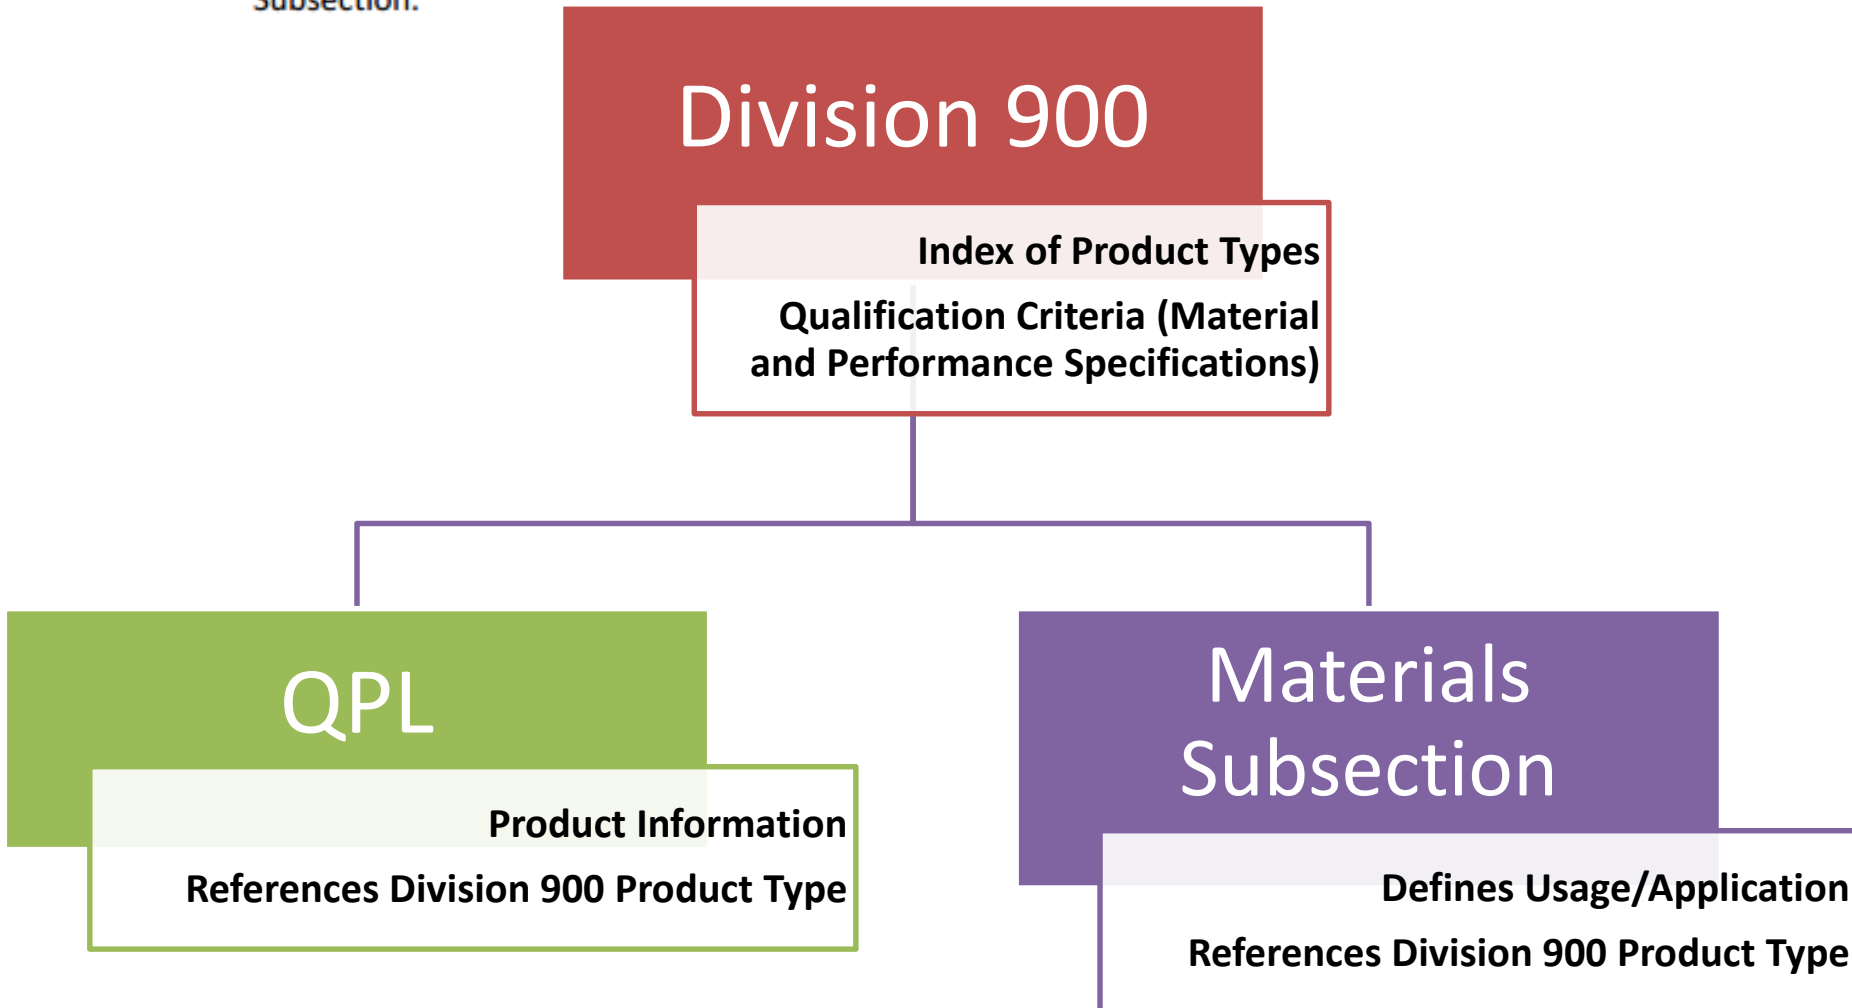 Subsection.
Division 900
Index of Product Types
Qualification Criteria (Material
and Performance Specifications)
QPL
Product Information
References Division 900 Product Type
Materials
Subsection
Defines Usage/Application
References Division 900 Product Type